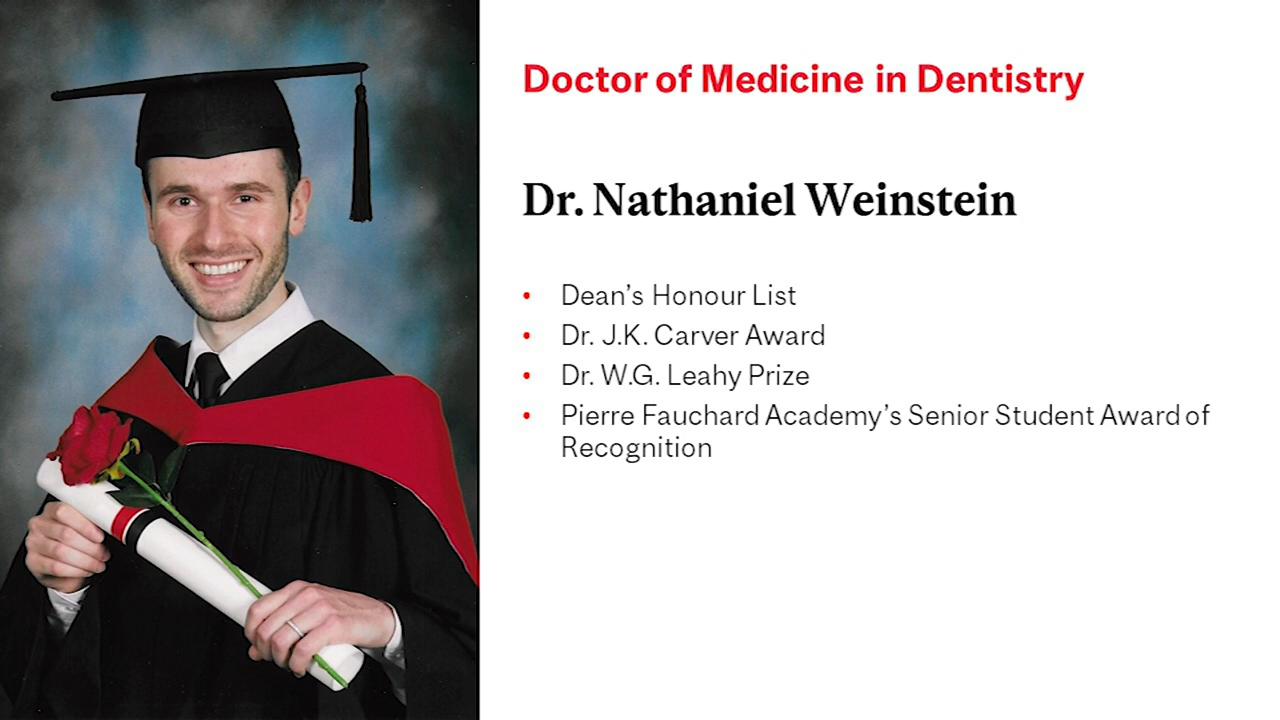 Doctor of Medicine in Dentistry
Dr. Nathaniel Weinstein
• Dean’s Honour List
• Dr. J.K. Carver Award
• Dr. W.G. Leahy Prize
• Pierre Fauchard Academy’s Senior Student Award of
Recognition